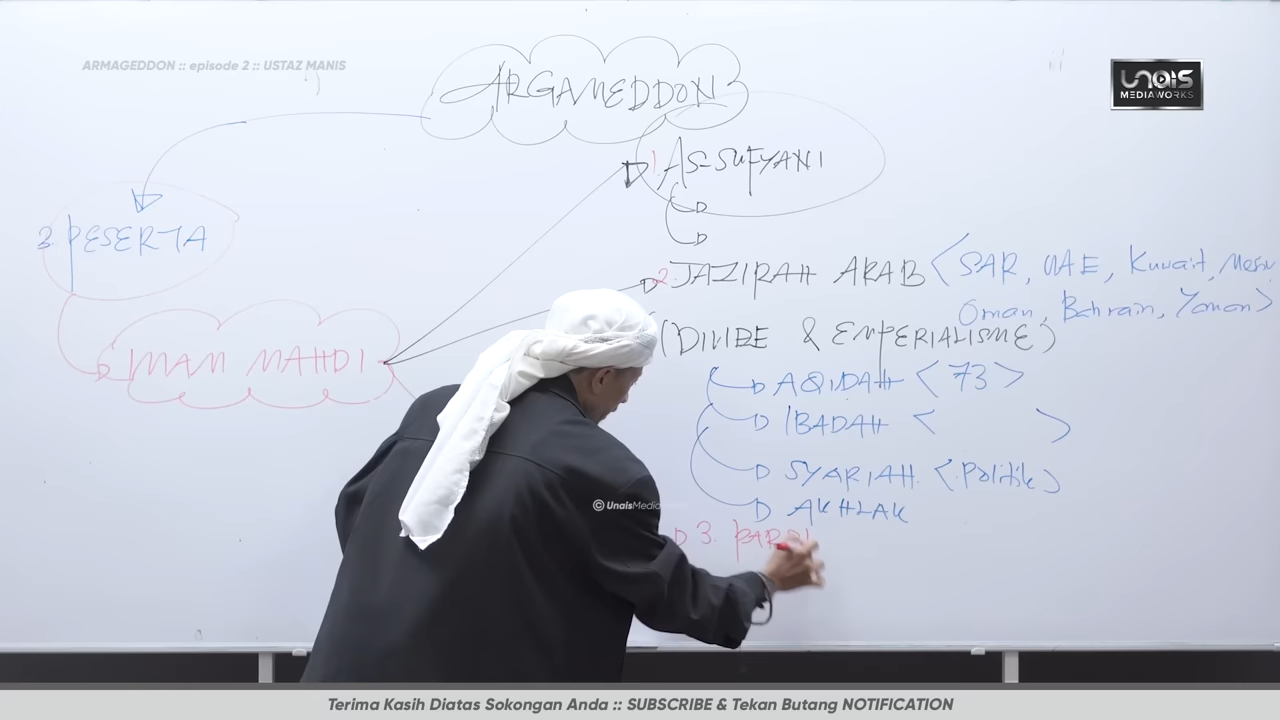 ARMAGEDDON :: episode 2 :: USTAZ MANIS
UNAIS
MEDIAWORKS
ARGAMEDDON
1. AS-SUFYANI
3. PESERTA
2. JAZIRAH ARAB < SAR, UAE, Kuwait, Mesir
Oman, Bahrain, Yaman >
(DIVIDE & EMPERIALISME)
IMAM MAHDI
AQIDAH < 73 >
IBADAH < >
SYARIAH. < Politik >
AKHLAK
© UnaisMedia
3.
Terima Kasih Diatas Sokongan Anda :: SUBSCRIBE & Tekan Butang NOTIFICATION